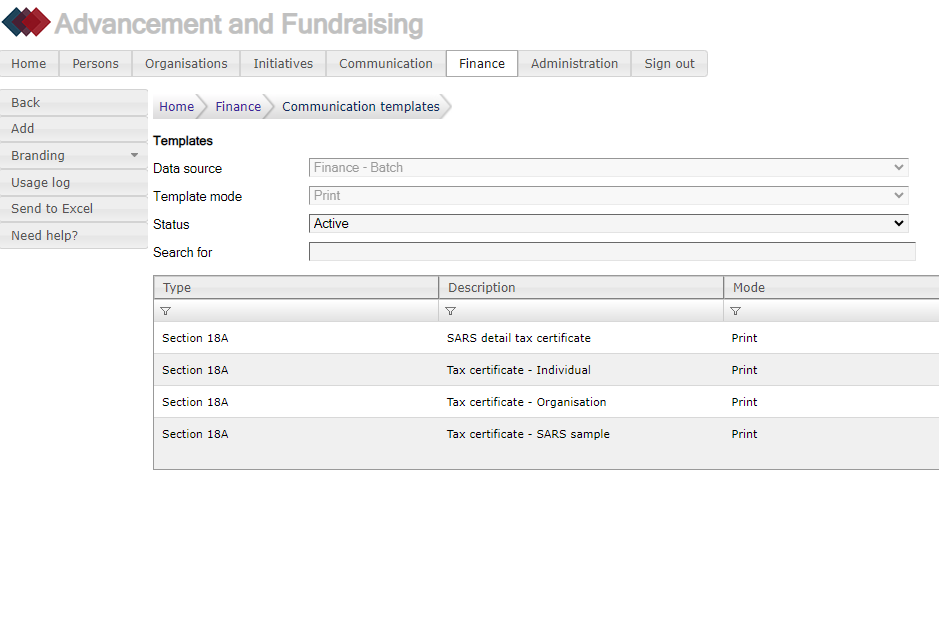 Advancement and Fundraising
Home Persons Organisations Initiatives Communication Finance Administration Sign out
Back
Add
Branding
Usage log
Send to Excel
Need help?
Home Finance Communication templates
Templates
Data source Finance - Batch
Template mode Print
Status Active
Search for
Type Description Mode
Section 18A SARS detail tax certificate Print
Section 18A Tax certificate - Individual Print
Section 18A Tax certificate - Organisation Print
Section 18A Tax certificate - SARS sample Print